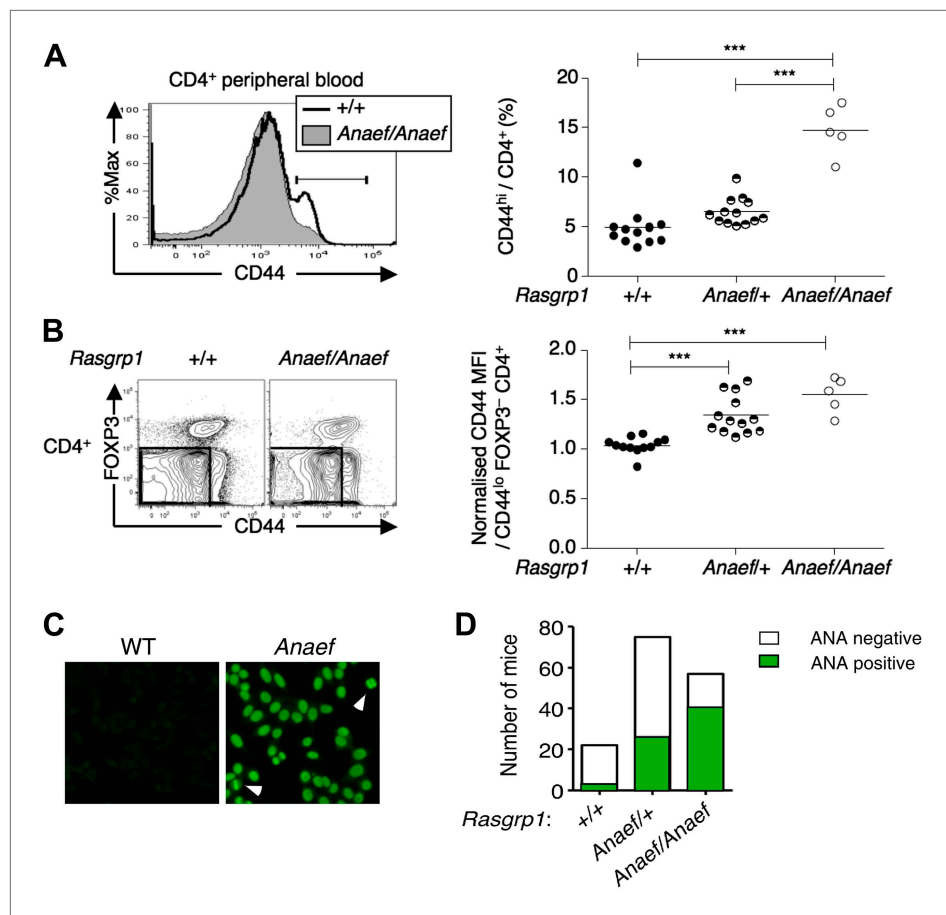 A
CD4⁺ peripheral blood
+/+
Anaef/Anaef
%Max
100
80
60
40
20
0
0 10² 10³ 10⁴ 10⁵
CD44
***
***
CD44ʰⁱ / CD4⁺ (%)
20
15
10
5
0
Rasgrp1 +/+ Anaef/+ Anaef/Anaef
B
Rasgrp1 +/+ Anaef/Anaef
CD4⁺
FOXP3
CD44
***
***
Normalised CD44 MFI
/ CD44ˡᵒ FOXP3⁻ CD4⁺
2.0
1.5
1.0
0.5
0.0
Rasgrp1 +/+ Anaef/+ Anaef/Anaef
C
WT Anaef
D
Number of mice
80
60
40
20
0
ANA negative
ANA positive
Rasgrp1: +/+ Anaef/+ Anaef/Anaef